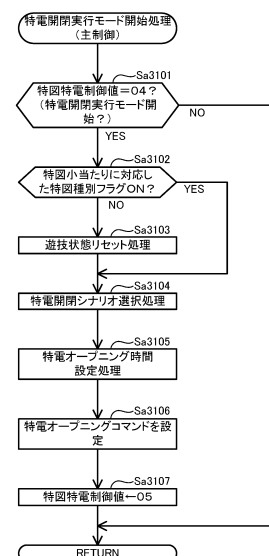 特電開閉実行モード開始処理
(主制御)
Sa3101
特図特電制御値=04?
(特電開閉実行モード開
始?)
NO
YES
Sa3102
特図小当たりに対応し
た特図種別フラグON?
YES
NO
Sa3103
遊技状態リセット処理
Sa3104
特電開閉シナリオ選択処理
Sa3105
特電オープニング時間
設定処理
Sa3106
特電オープニングコマンドを設
定
Sa3107
特図特電制御値←05
RETURN